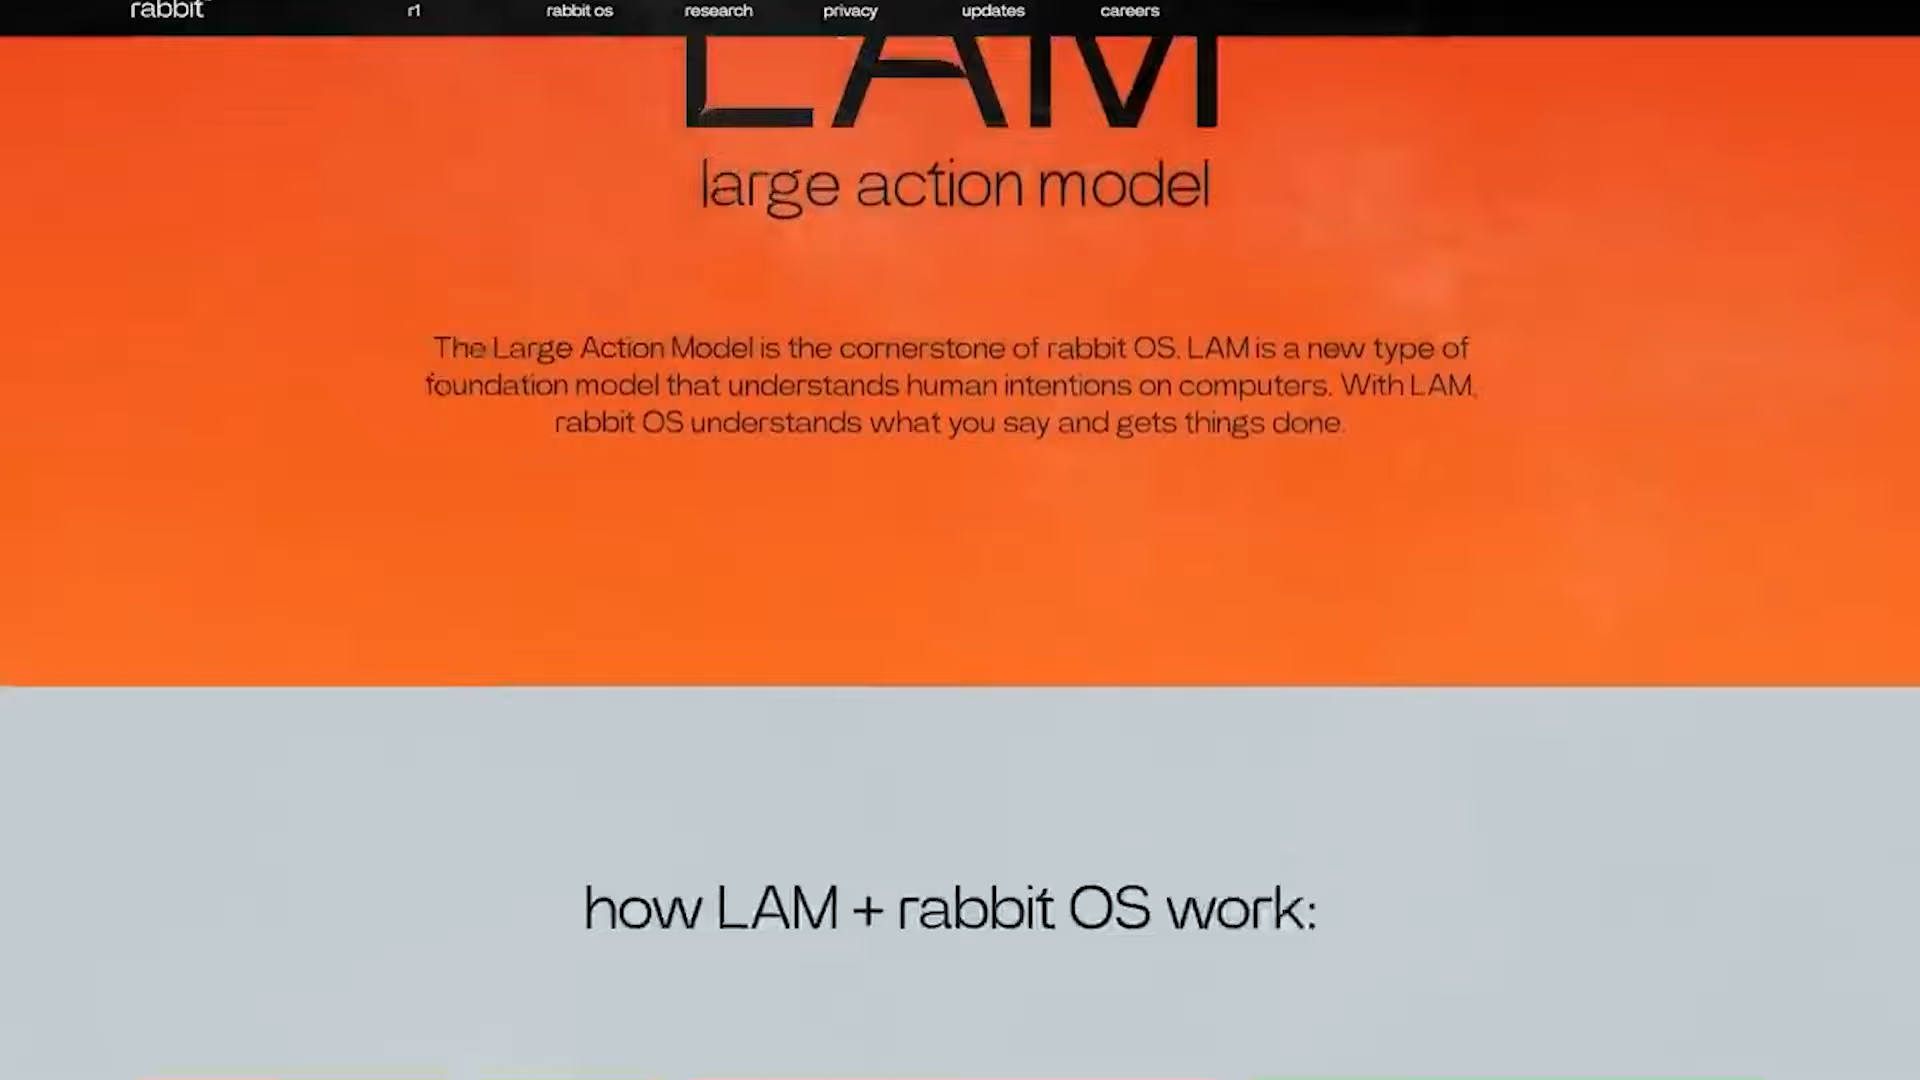 rabbit r1 rabbit os research privacy updates careers
LAM
large action model
The Large Action Model is the cornerstone of rabbit OS. LAM is a new type of
foundation model that understands human intentions on computers. With LAM,
rabbit OS understands what you say and gets things done.
how LAM + rabbit OS work: